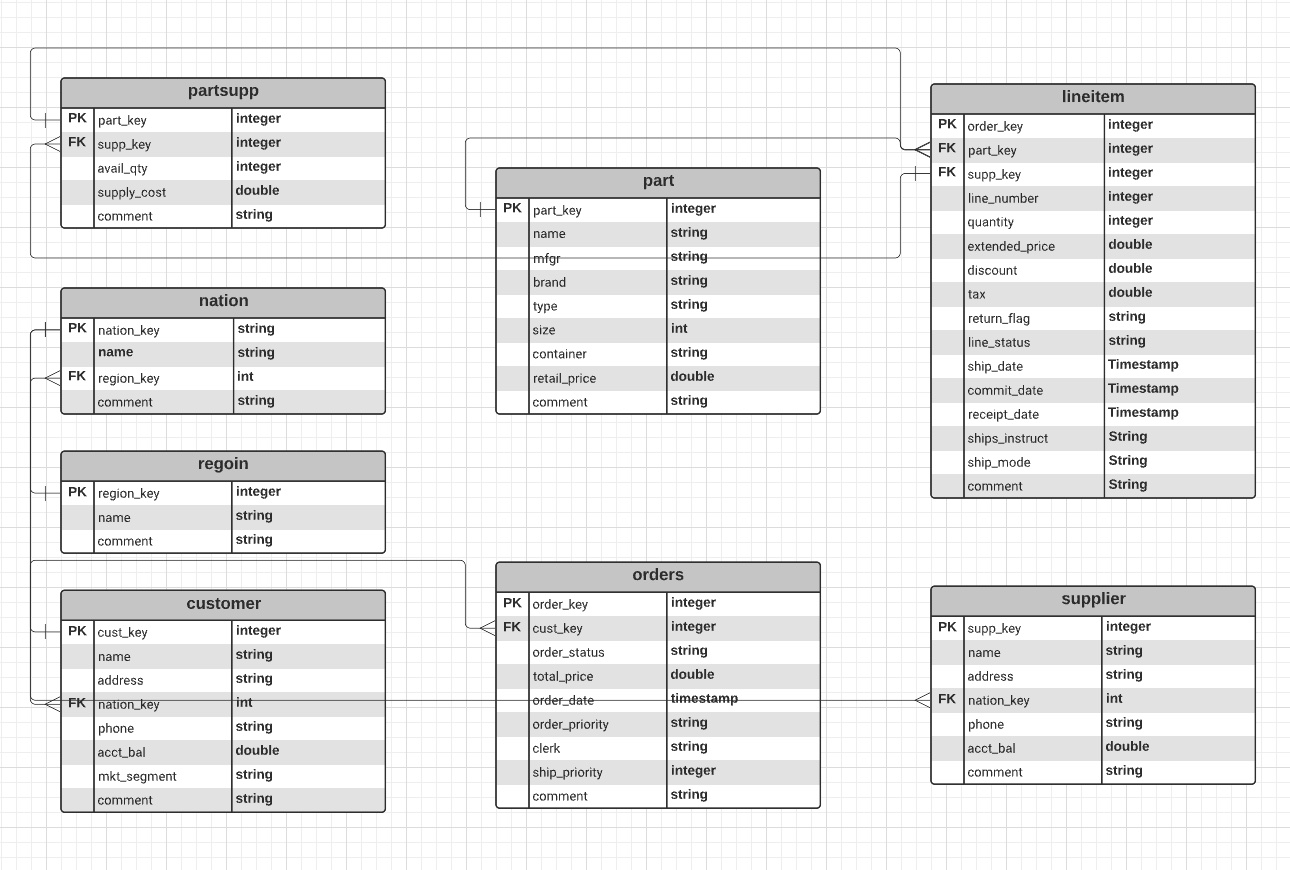 partsupp
PK part_key integer
FK supp_key integer
avail_qty integer
supply_cost double
comment string
nation
PK nation_key string
name string
FK region_key int
comment string
regoin
PK region_key integer
name string
comment string
customer
PK cust_key integer
name string
address string
FK nation_key int
phone string
acct_bal double
mkt_segment string
comment string
part
PK part_key integer
name string
mfgr string
brand string
type string
size int
container string
retail_price double
comment string
orders
PK order_key integer
FK cust_key integer
order_status string
total_price double
order_date timestamp
order_priority string
clerk string
ship_priority integer
comment string
lineitem
PK order_key integer
FK part_key integer
FK supp_key integer
line_number integer
quantity integer
extended_price double
discount double
tax double
return_flag string
line_status string
ship_date Timestamp
commit_date Timestamp
receipt_date Timestamp
ships_instruct String
ship_mode String
comment String
supplier
PK supp_key integer
name string
address string
FK nation_key int
phone string
acct_bal double
comment string